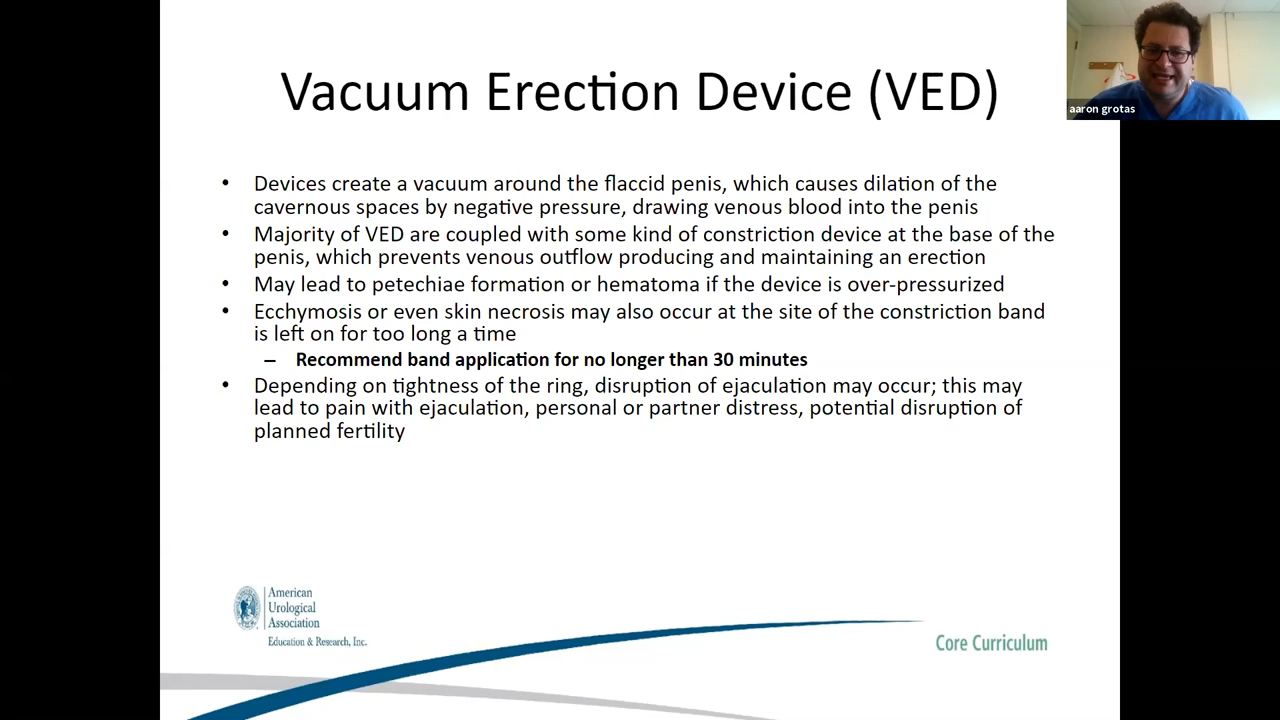 Vacuum Erection Device (VED)
aaron grotas
• Devices create a vacuum around the flaccid penis, which causes dilation of the
cavernous spaces by negative pressure, drawing venous blood into the penis
• Majority of VED are coupled with some kind of constriction device at the base of the
penis, which prevents venous outflow producing and maintaining an erection
• May lead to petechiae formation or hematoma if the device is over-pressurized
• Ecchymosis or even skin necrosis may also occur at the site of the constriction band
is left on for too long a time
– Recommend band application for no longer than 30 minutes
• Depending on tightness of the ring, disruption of ejaculation may occur; this may
lead to pain with ejaculation, personal or partner distress, potential disruption of
planned fertility
American
Urological
Association
Education & Research, Inc.
Core Curriculum